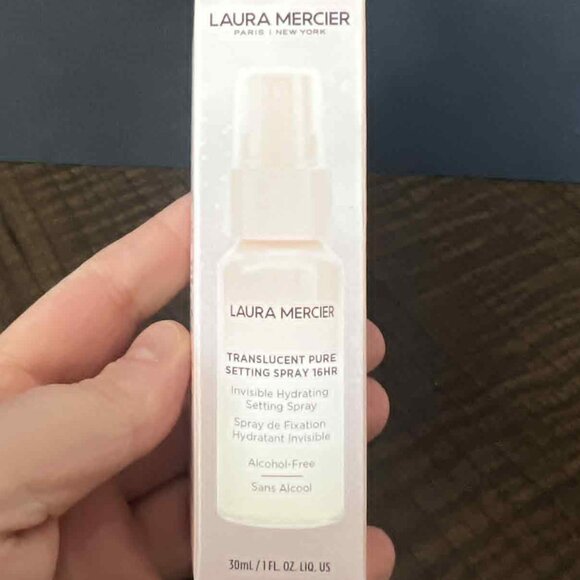 LAURA MERCIER
PARIS | NEW YORK
LAURA MERCIER
TRANSLUCENT PURE
SETTING SPRAY 16HR
Invisible Hydrating
Setting Spray
Spray de Fixation
Hydratant Invisible
Alcohol-Free
Sans Alcool
30mL / 1 FL. OZ. LIQ. US